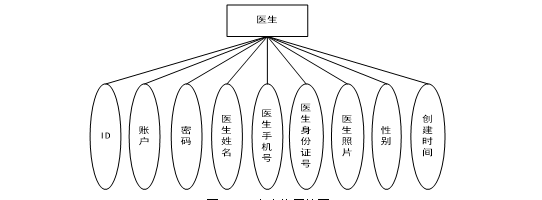 医生
ID
账户
密码
医生姓名
医生手机号
医生身份证号
医生照片
性别
创建时间